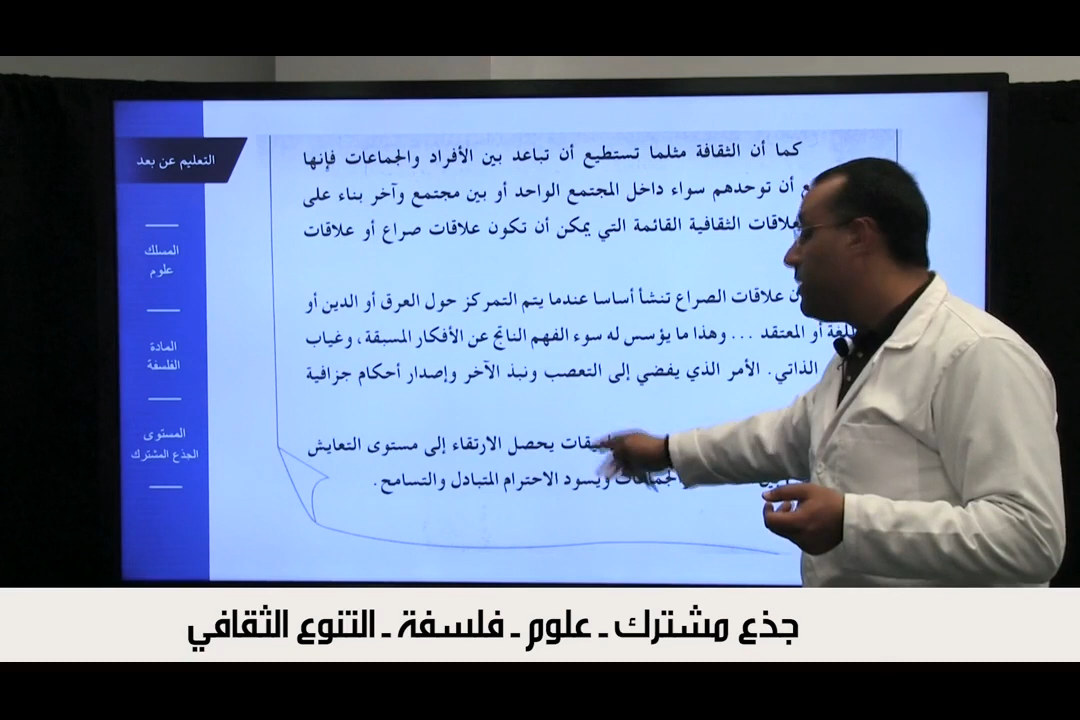 التعليم عن بعد
المسلك
علوم
المادة
الفلسفة
المستوى
الجذع المشترك
كما أن الثقافة مثلما تستطيع أن تباعد بين الأفراد والجماعات فإنها
أن توحدهم سواء داخل المجتمع الواحد أو بين مجتمع وآخر بناء على
الثقافية القائمة التي يمكن أن تكون علاقات صراع أو علاقات
علاقات الصراع تنشأ أساسا عندما يتم التمركز حول العرق أو الدين أو
أو المعتقد ... وهذا ما يؤسس له سوء الفهم الناتج عن الأفكار المسبقة، وغياب
الذاتي. الأمر الذي يفضي إلى التعصب ونبذ الآخر وإصدار أحكام جزافية
يحصل الارتقاء إلى مستوى التعايش
ويسود الاحترام المتبادل والتسامح.
جذع مشترك - علوم - فلسفة - التنوع الثقافي